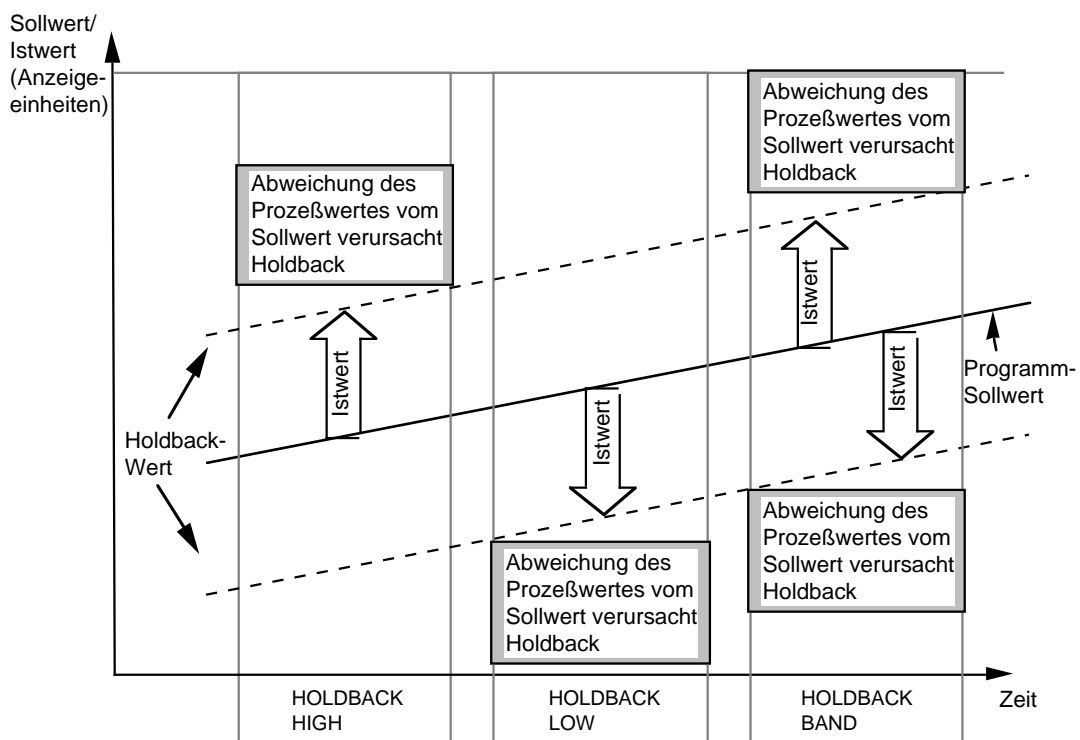 Sollwert/
Istwert
(Anzeige-
einheiten)
Abweichung des
Prozeßwertes vom
Sollwert verursacht
Holdback
Abweichung des
Prozeßwertes vom
Sollwert verursacht
Holdback
Istwert
Istwert
Istwert
Istwert
Programm-
Sollwert
Holdback-
Wert
Abweichung des
Prozeßwertes vom
Sollwert verursacht
Holdback
Abweichung des
Prozeßwertes vom
Sollwert verursacht
Holdback
HOLDBACK
HIGH
HOLDBACK
LOW
HOLDBACK
BAND
Zeit